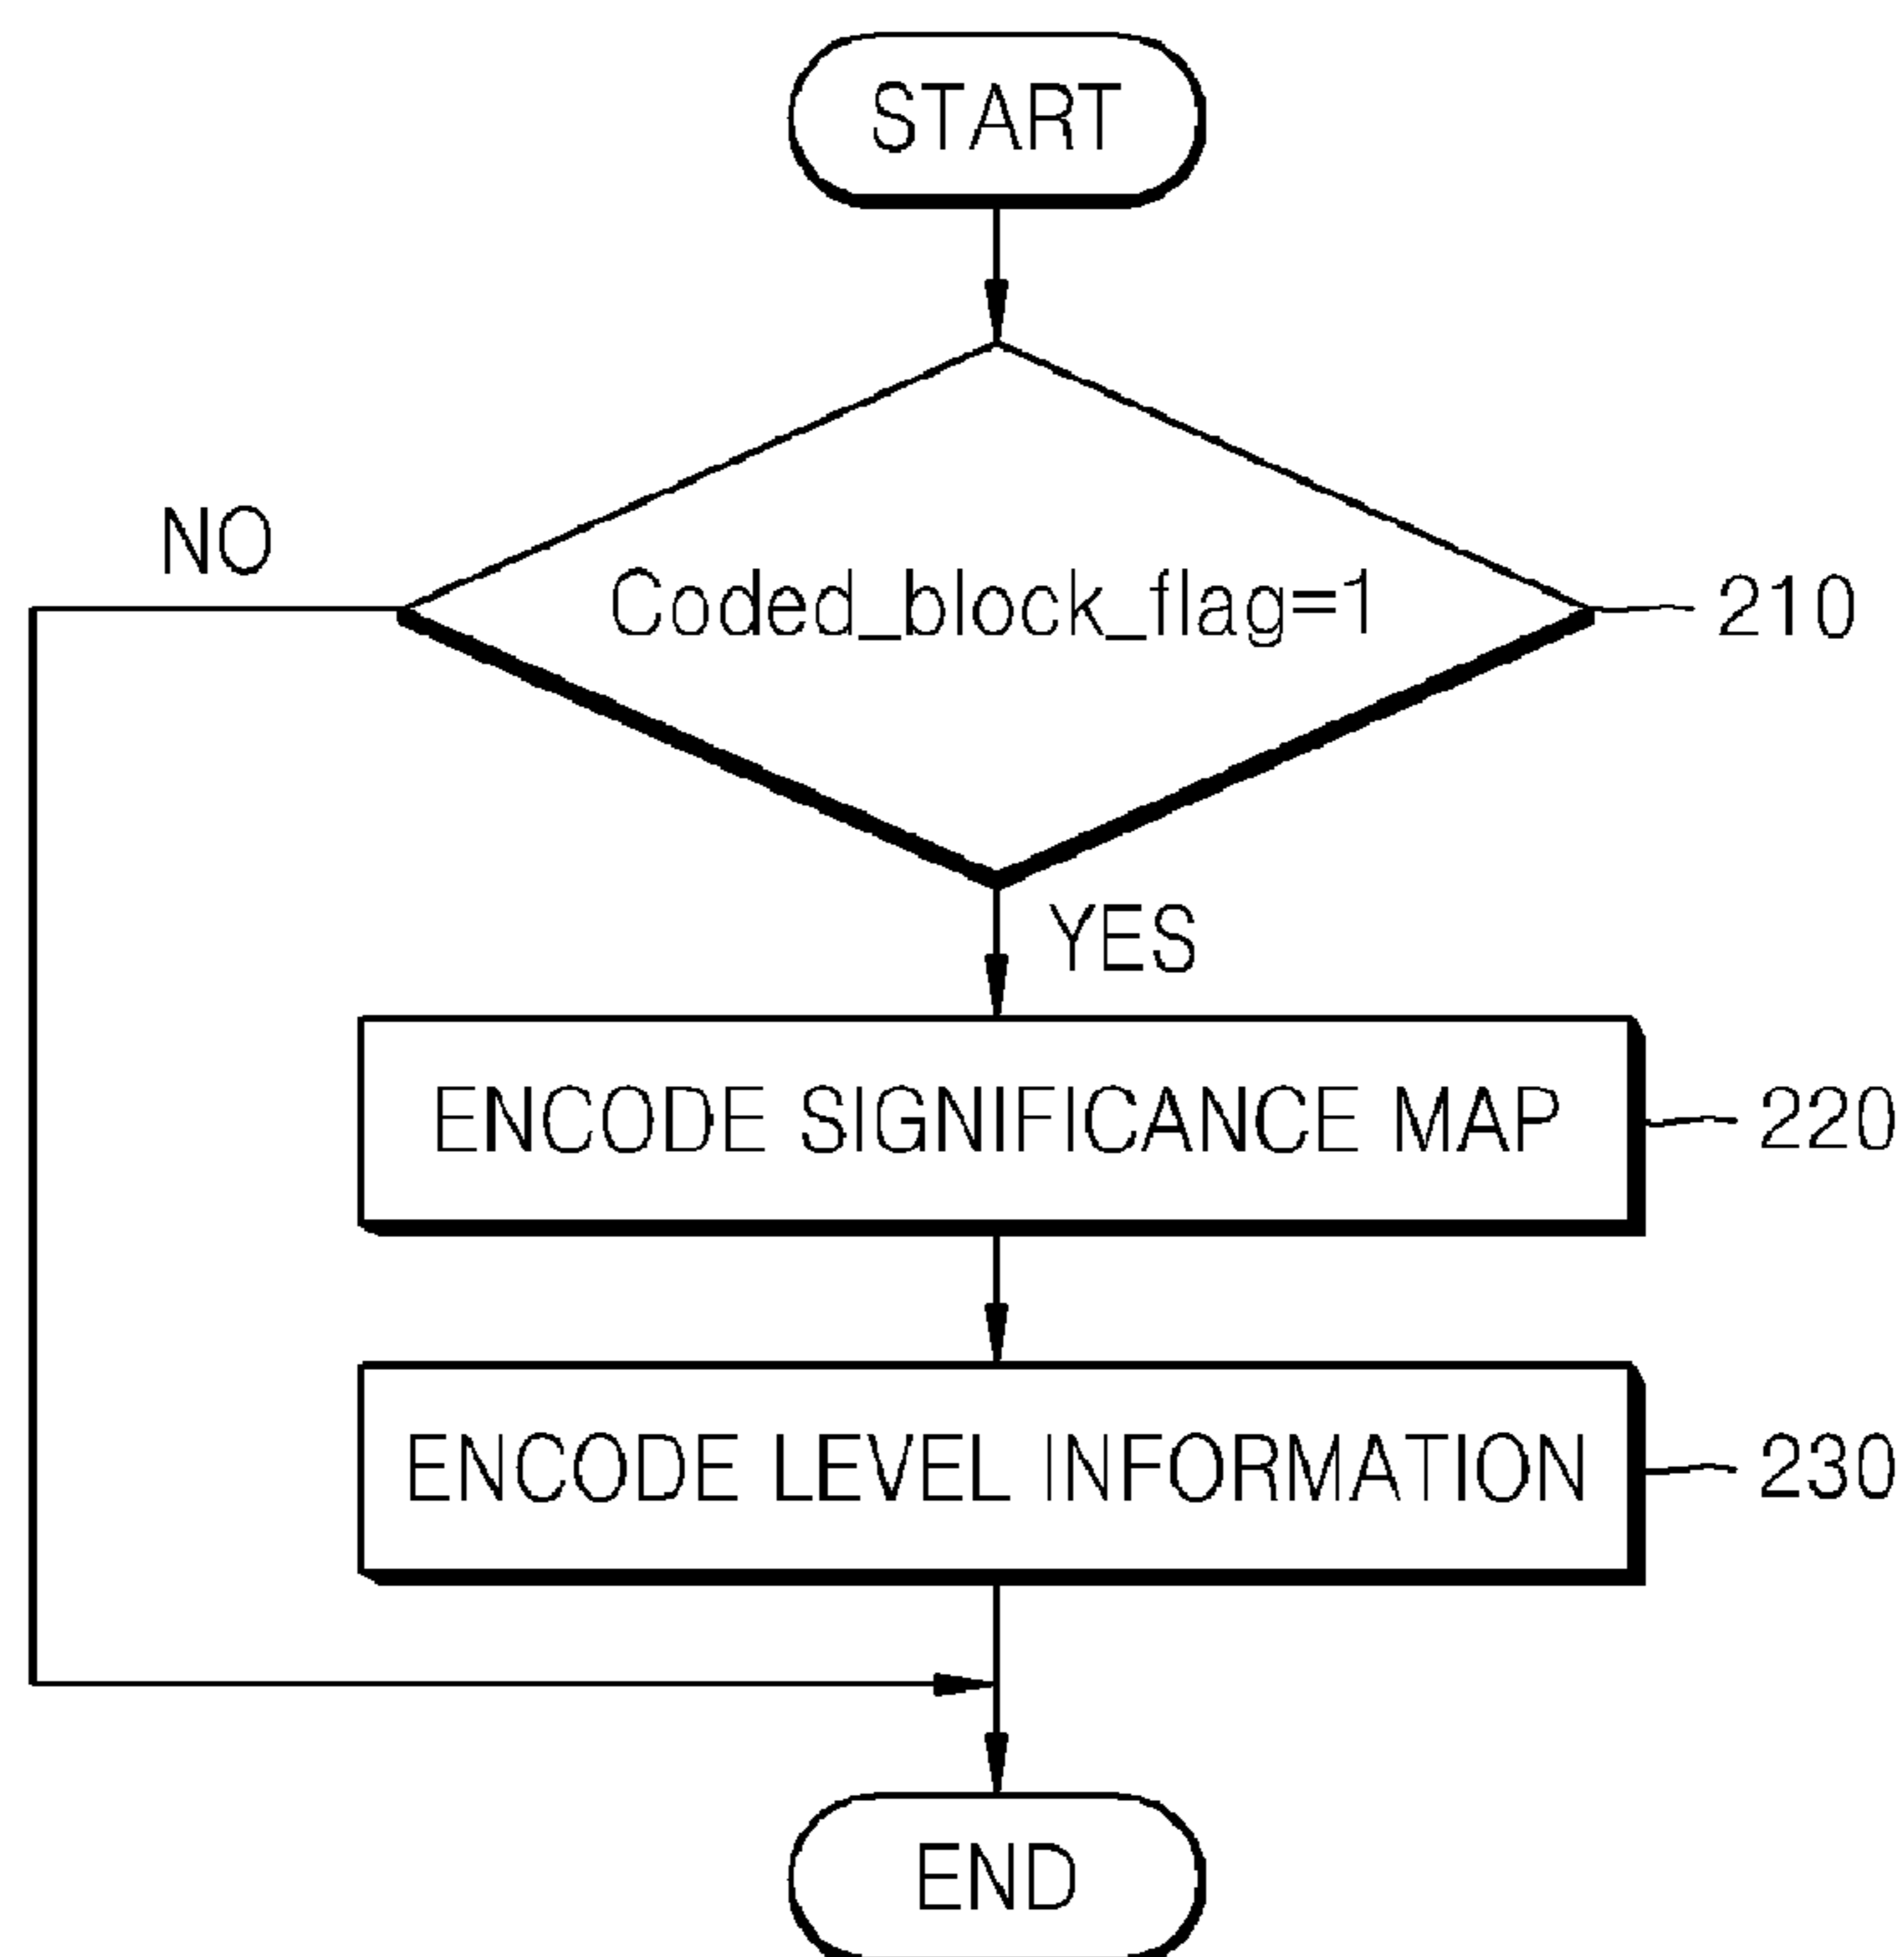 START
NO
Coded_block_flag=1
210
YES
ENCODE SIGNIFICANCE MAP
220
ENCODE LEVEL INFORMATION
230
END